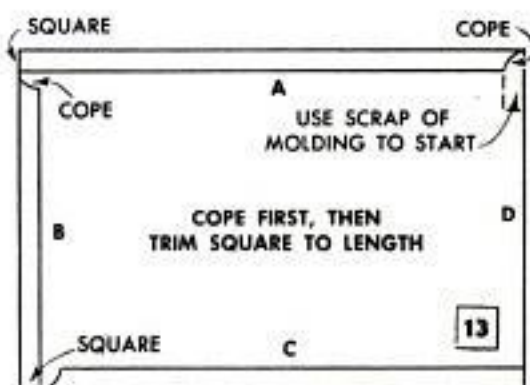 SQUARE
COPE
COPE
A
USE SCRAP OF
MOLDING TO START
B
COPE FIRST, THEN
TRIM SQUARE TO LENGTH
D
13
SQUARE
C